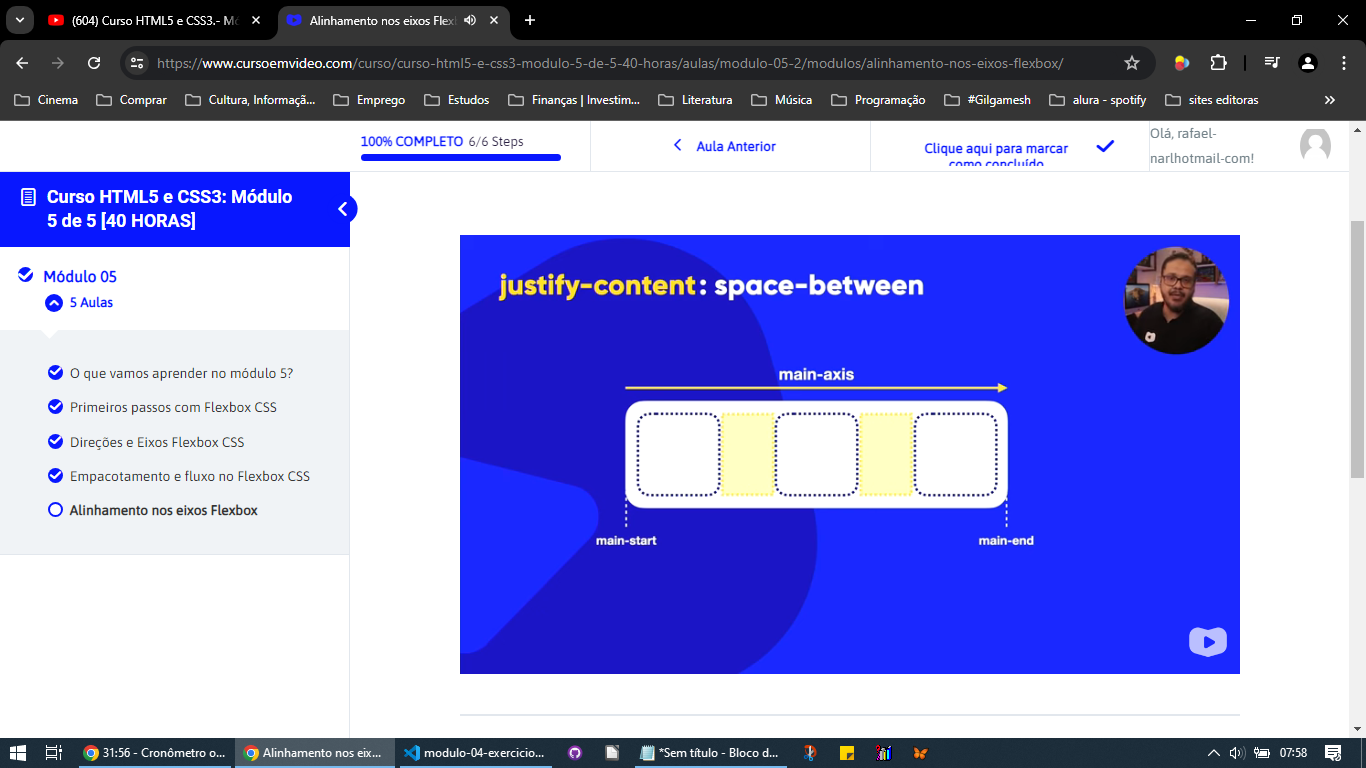 (604) Curso HTML5 e CSS3.- Mó
Alinhamento nos eixos Flexb
https://www.cursoemvideo.com/curso/curso-html5-e-css3-modulo-5-de-5-40-horas/aulas/modulo-05-2/modulos/alinhamento-nos-eixos-flexbox/
Cinema
Comprar
Cultura, Informaçã...
Emprego
Estudos
Finanças | Investim...
Literatura
Música
Programação
#Gilgamesh
alura - spotify
sites editoras
100% COMPLETO 6/6 Steps
Aula Anterior
Clique aqui para marcar
como concluído
Olá, rafael-
narlhotmail-com!
Curso HTML5 e CSS3: Módulo
5 de 5 [40 HORAS]
Módulo 05
5 Aulas
O que vamos aprender no módulo 5?
Primeiros passos com Flexbox CSS
Direções e Eixos Flexbox CSS
Empacotamento e fluxo no Flexbox CSS
Alinhamento nos eixos Flexbox
justify-content: space-between
main-axis
main-start
main-end
31:56 - Cronômetro o...
Alinhamento nos eix...
modulo-04-exercicio...
*Sem título - Bloco d...
07:58